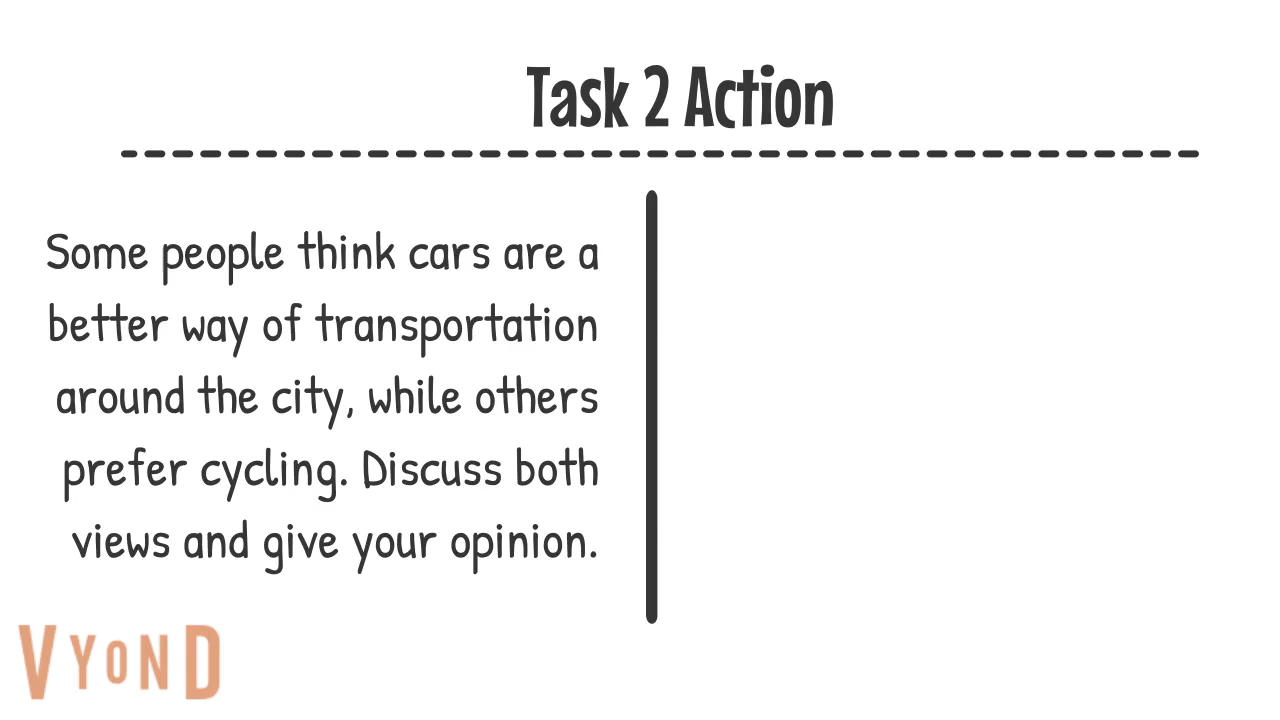 Task 2 Action
Some people think cars are a
better way of transportation
around the city, while others
prefer cycling. Discuss both
views and give your opinion.
VYOND